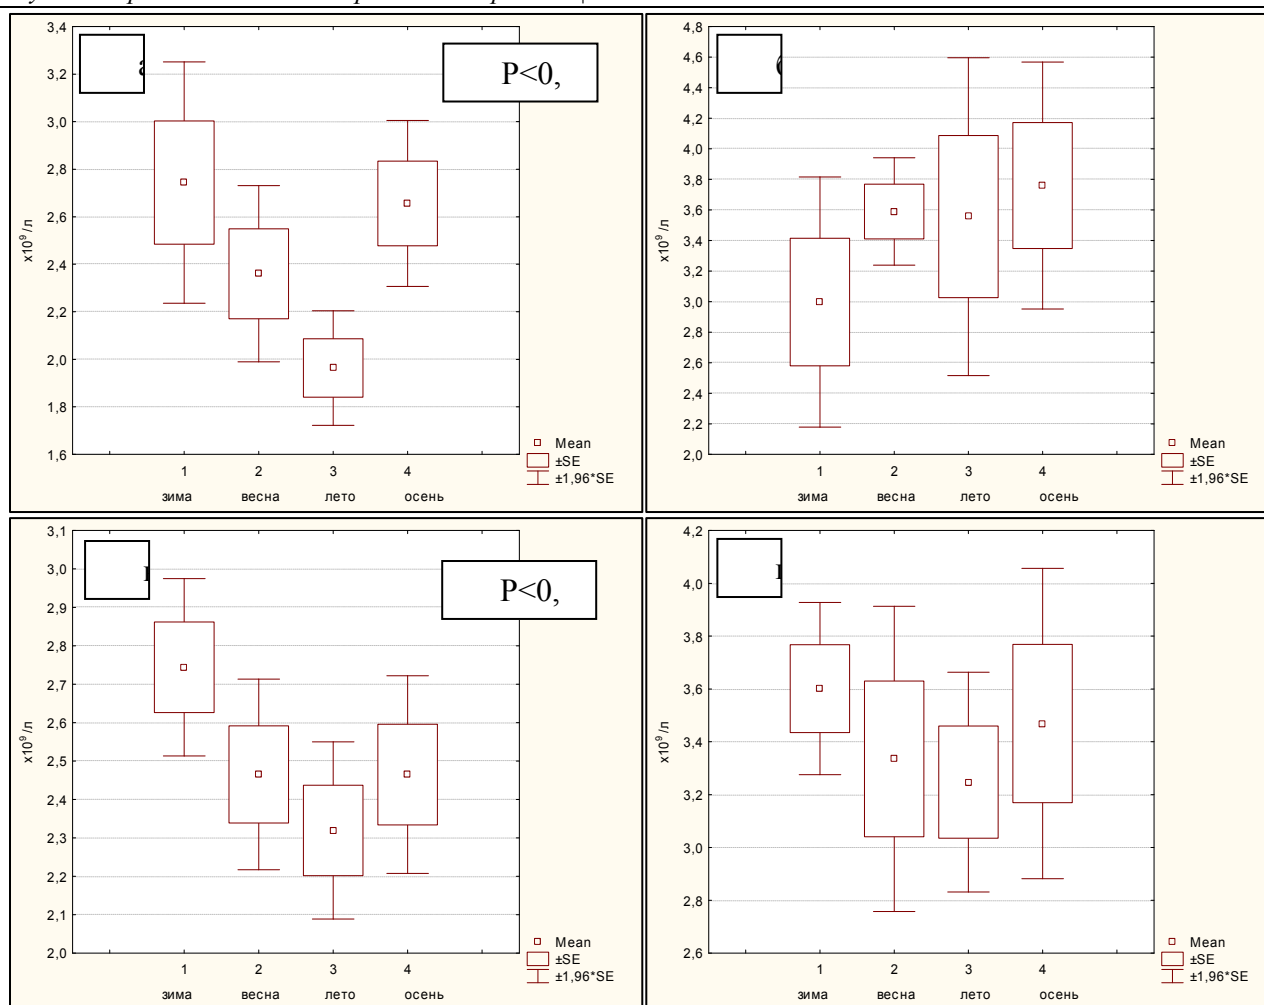 3,4
3,2
3,0
2,8
2,6
2,4
2,2
2,0
1,8
1,6
x10⁹/л
а
P<0,
1 2 3 4
зима весна лето осень
Mean
±SE
±1,96*SE
4,8
4,6
4,4
4,2
4,0
3,8
3,6
3,4
3,2
3,0
2,8
2,6
2,4
2,2
2,0
x10⁹/л
1 2 3 4
зима весна лето осень
Mean
±SE
±1,96*SE
3,1
3,0
2,9
2,8
2,7
2,6
2,5
2,4
2,3
2,2
2,1
2,0
x10⁹/л
P<0,
1 2 3 4
зима весна лето осень
Mean
±SE
±1,96*SE
4,2
4,0
3,8
3,6
3,4
3,2
3,0
2,8
2,6
x10⁹/л
1 2 3 4
зима весна лето осень
Mean
±SE
±1,96*SE